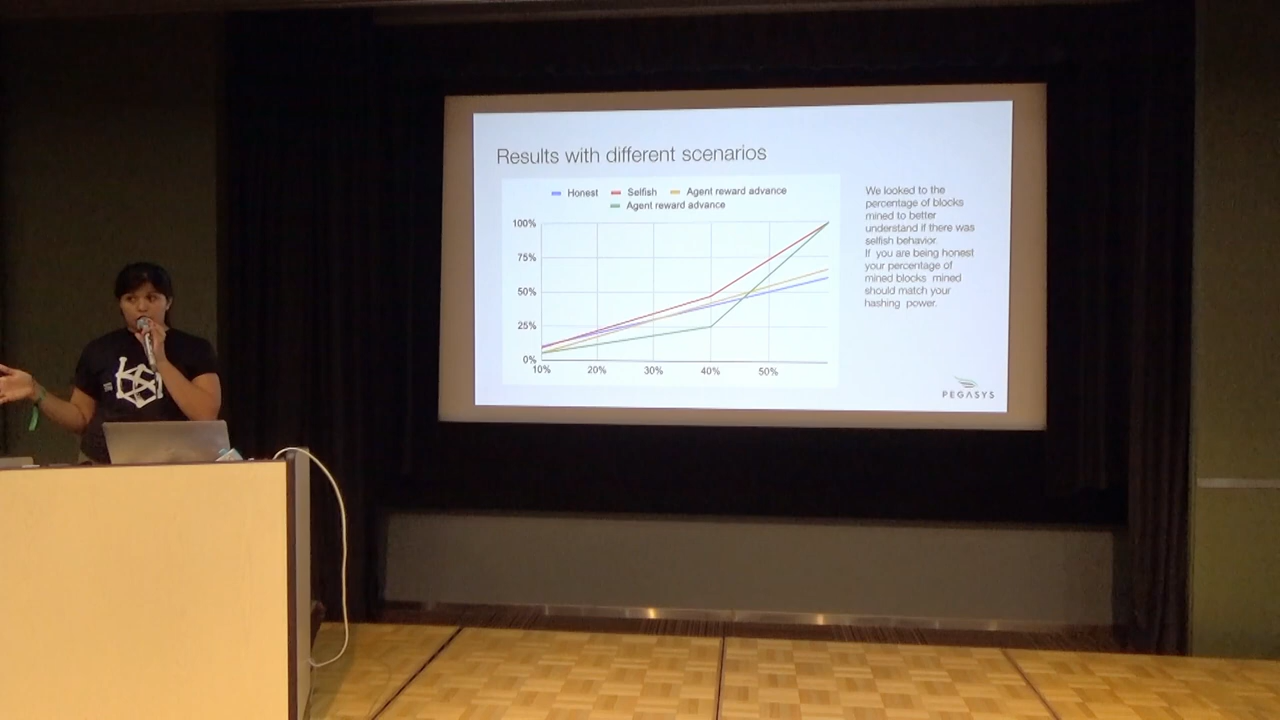 Results with different scenarios
Honest Selfish Agent reward advance
Agent reward advance
100%
75%
50%
25%
0%
10% 20% 30% 40% 50%
We looked to the
percentage of blocks
mined to better
understand if there was
selfish behavior.
If you are being honest
your percentage of
mined blocks mined
should match your
hashing power.
PEGASYS